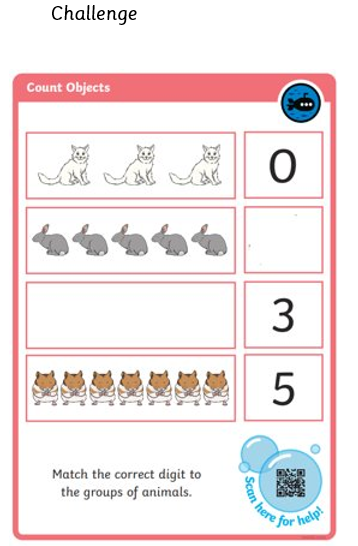 Challenge
Count Objects
0
3
5
Match the correct digit to
the groups of animals.
Scan here for help!